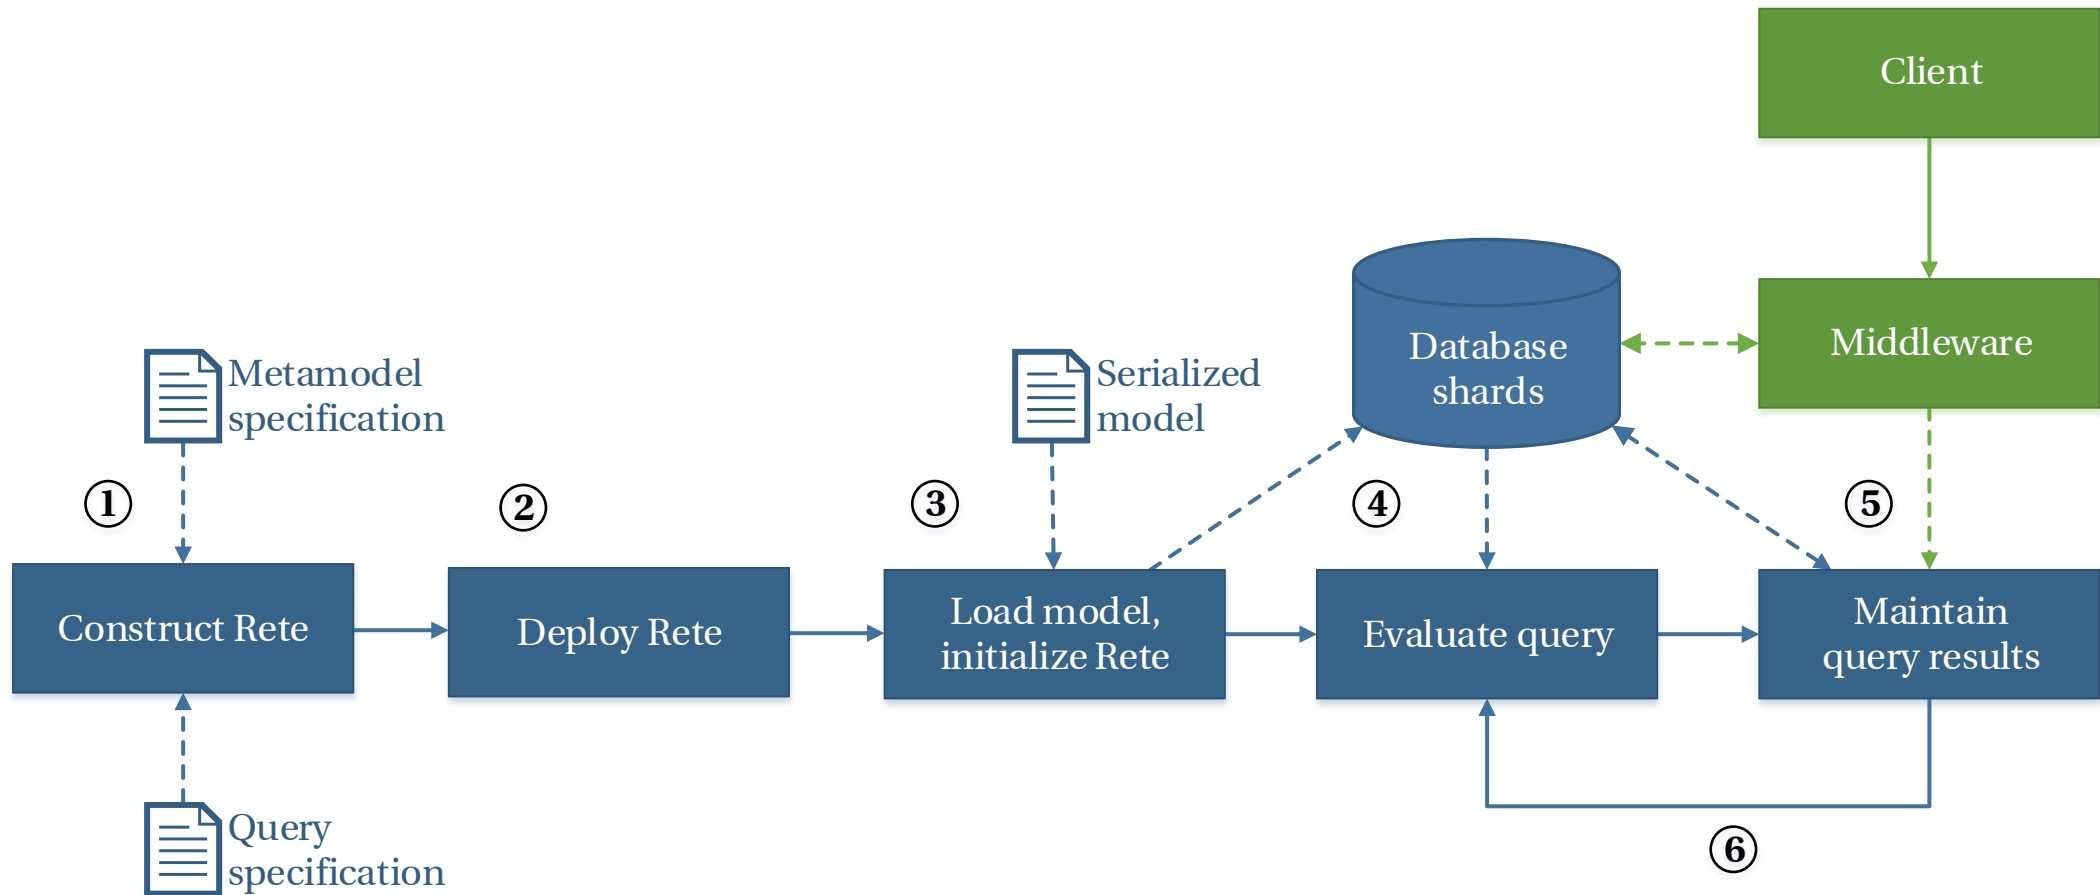 Client
Database
shards
Middleware
Metamodel
specification
Serialized
model
①
②
③
④
⑤
Construct Rete
Deploy Rete
Load model,
initialize Rete
Evaluate query
Maintain
query results
Query
specification
⑥